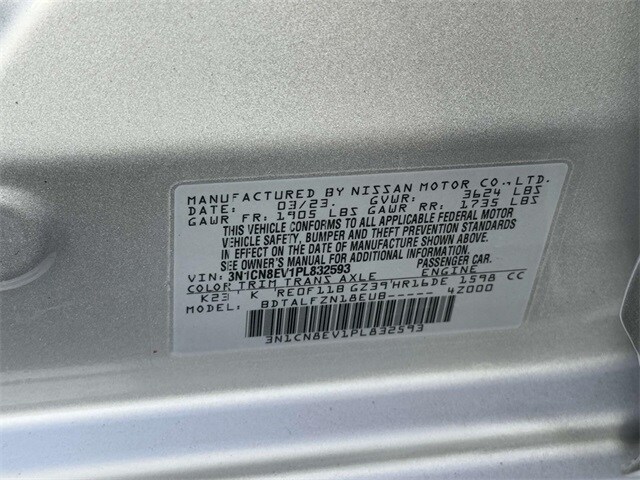 MANUFACTURED BY NISSAN MOTOR CO., LTD.
DATE: 03/23 GVWR: 3624 LBS
GAWR FR: 1905 LBS GAWR RR: 1735 LBS
THIS VEHICLE CONFORMS TO ALL APPLICABLE FEDERAL MOTOR
VEHICLE SAFETY, BUMPER AND THEFT PREVENTION STANDARDS
IN EFFECT ON THE DATE OF MANUFACTURE SHOWN ABOVE.
SEE OWNER'S MANUAL FOR ADDITIONAL INFORMATION
VIN: 3N1CN8EV1PL832593 PASSENGER CAR.
COLOR TRIM TRANS AXLE ENGINE
K23 K RE0F11B GZ39 HR16DE 1598 CC
MODEL: BDTALFZN18EUB----- 4Z000
3N1CN8EV1PL832593